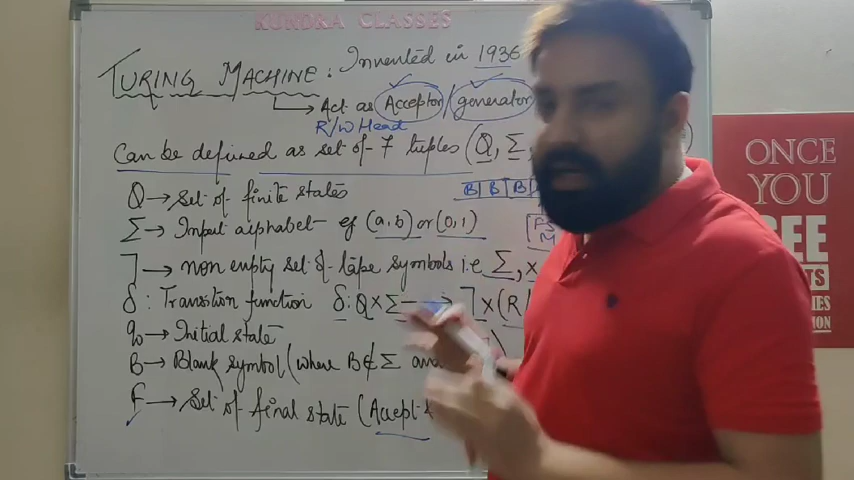 KUNDRA CLASSES
TURING MACHINE : Invented in 1936
Act as Acceptor / generator
R/W Head
Can be defined as set of 7 tuples (Q, Σ,
B B B
Q → Set of finite states
Σ → Input alphabet eg (a,b) or (0,1)
⅂ → non empty set of tape symbols i.e Σ, x
δ : Transition function δ: Q × Σ → ⅂ × (R/
q₀ → Initial state
B → Blank symbol (where B ∉ Σ and
F → Set of final state (Accept
ONCE
YOU
FEE